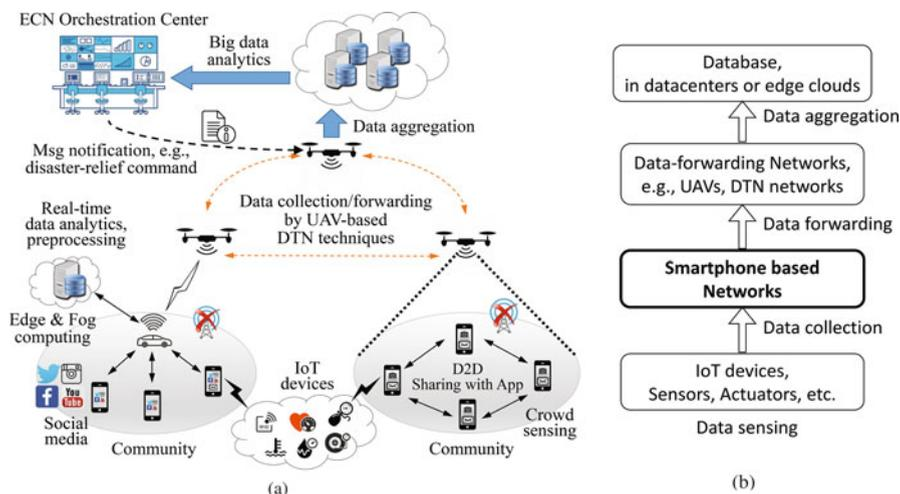 ECN Orchestration Center
Big data
analytics
Data aggregation
Msg notification, e.g.,
disaster-relief command
Real-time
data analytics,
preprocessing
Data collection/forwarding
by UAV-based
DTN techniques
Edge & Fog
computing
You
Tube
Social
media
Community
IoT
devices
D2D
Sharing with App
Crowd
sensing
Community
(a)
Database,
in datacenters or edge clouds
Data aggregation
Data-forwarding Networks,
e.g., UAVs, DTN networks
Data forwarding
Smartphone based
Networks
Data collection
IoT devices,
Sensors, Actuators, etc.
Data sensing
(b)